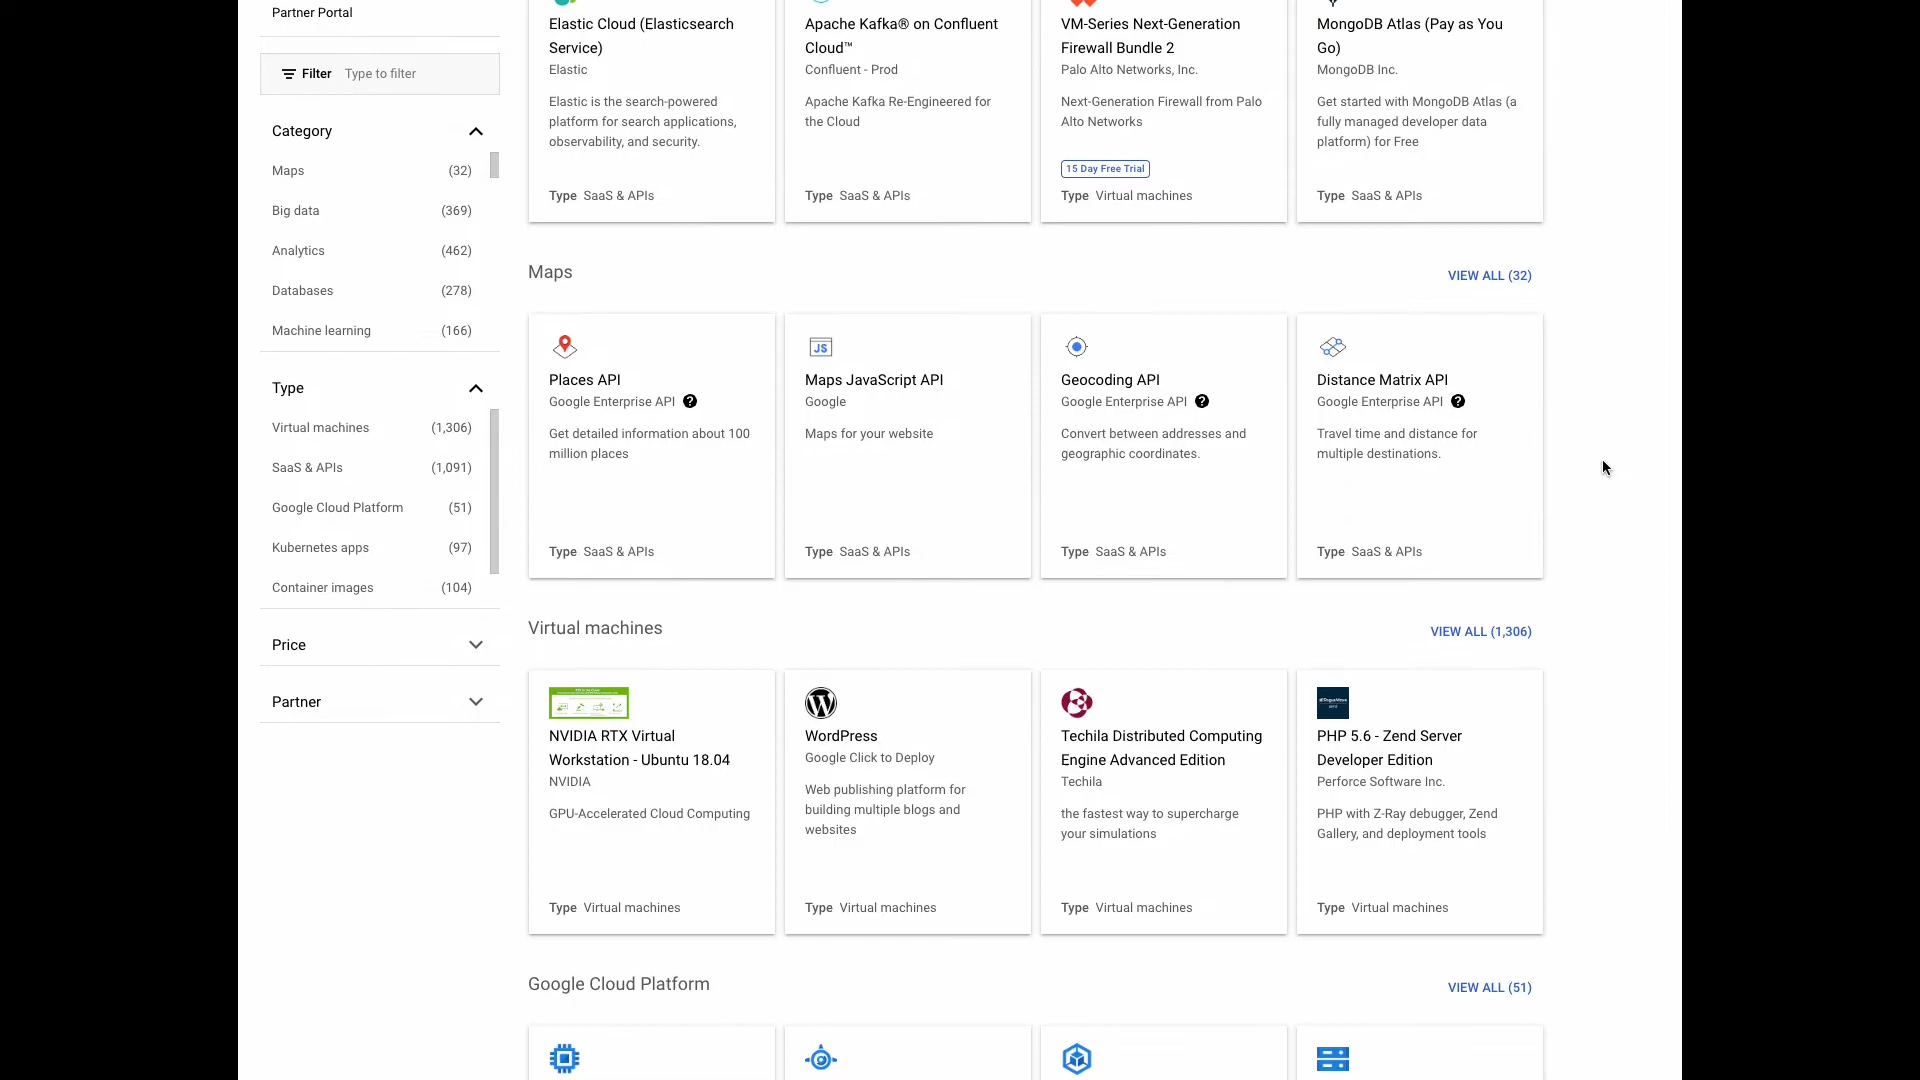 Partner Portal
Filter Type to filter
Category
Maps (32)
Big data (369)
Analytics (462)
Databases (278)
Machine learning (166)
Type
Virtual machines (1,306)
SaaS & APIs (1,091)
Google Cloud Platform (51)
Kubernetes apps (97)
Container images (104)
Price
Partner
Elastic Cloud (Elasticsearch
Service)
Elastic
Elastic is the search-powered
platform for search applications,
observability, and security.
Type SaaS & APIs
Apache Kafka® on Confluent
Cloud™
Confluent - Prod
Apache Kafka Re-Engineered for
the Cloud
Type SaaS & APIs
VM-Series Next-Generation
Firewall Bundle 2
Palo Alto Networks, Inc.
Next-Generation Firewall from Palo
Alto Networks
15 Day Free Trial
Type Virtual machines
MongoDB Atlas (Pay as You
Go)
MongoDB Inc.
Get started with MongoDB Atlas (a
fully managed developer data
platform) for Free
Type SaaS & APIs
Maps VIEW ALL (32)
Places API
Google Enterprise API ?
Get detailed information about 100
million places
Type SaaS & APIs
JS
Maps JavaScript API
Google
Maps for your website
Type SaaS & APIs
Geocoding API
Google Enterprise API ?
Convert between addresses and
geographic coordinates.
Type SaaS & APIs
Distance Matrix API
Google Enterprise API ?
Travel time and distance for
multiple destinations.
Type SaaS & APIs
Virtual machines VIEW ALL (1,306)
NVIDIA RTX Virtual
Workstation - Ubuntu 18.04
NVIDIA
GPU-Accelerated Cloud Computing
Type Virtual machines
WordPress
Google Click to Deploy
Web publishing platform for
building multiple blogs and
websites
Type Virtual machines
Techila Distributed Computing
Engine Advanced Edition
Techila
the fastest way to supercharge
your simulations
Type Virtual machines
PHP 5.6 - Zend Server
Developer Edition
Perforce Software Inc.
PHP with Z-Ray debugger, Zend
Gallery, and deployment tools
Type Virtual machines
Google Cloud Platform VIEW ALL (51)